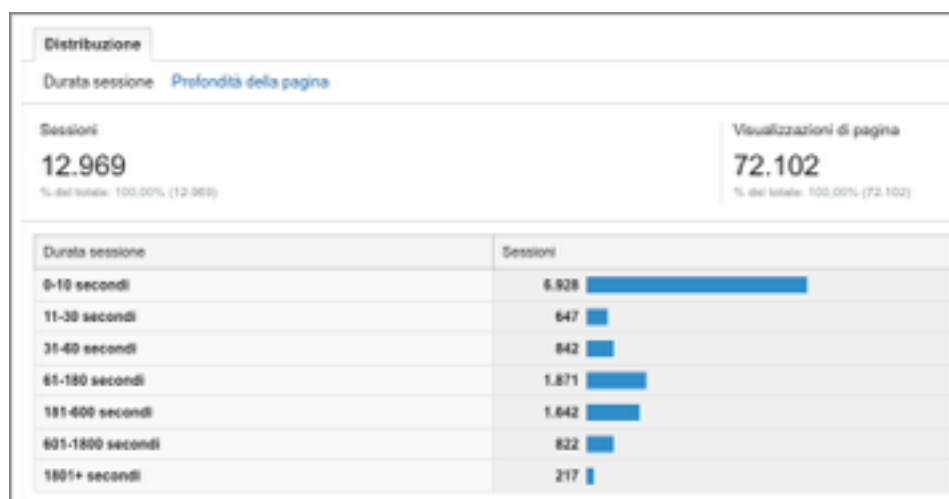 Distribuzione
Durata sessione Profondità della pagina
Sessioni Visualizzazioni di pagina
12.969 72.102
% del totale: 100,00% (12.969) % del totale: 100,00% (72.102)
Durata sessione Sessioni
0-10 secondi 6.928
11-30 secondi 647
31-60 secondi 842
61-180 secondi 1.871
181-600 secondi 1.642
601-1800 secondi 822
1801+ secondi 217